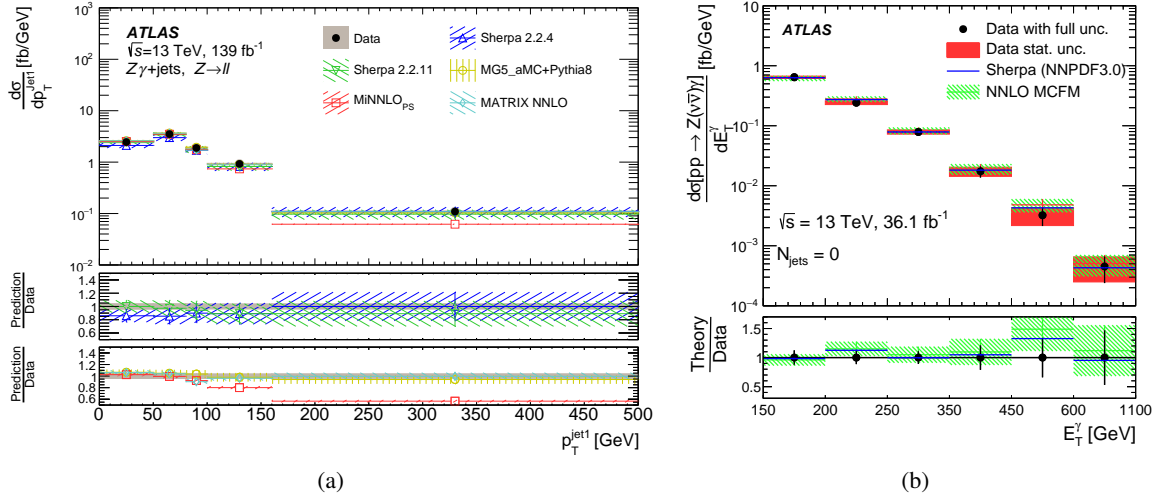 dσ/dp_T^Jet1 [fb/GeV]
10³
10²
10
1
10⁻¹
10⁻²
ATLAS
√s=13 TeV, 139 fb⁻¹
Zγ+jets, Z→ll
Data
Sherpa 2.2.4
Sherpa 2.2.11
MG5_aMC+Pythia8
MiNNLO_PS
MATRIX NNLO
Prediction
Data
1.4
1.2
1
0.8
0.6
Prediction
Data
1.4
1.2
1
0.8
0.6
0 50 100 150 200 250 300 350 400 450 500
p_T^jet1 [GeV]
(a)
dσ[pp → Z(νν̄)γ]/dE_T^γ [fb/GeV]
10²
10
1
10⁻¹
10⁻²
10⁻³
10⁻⁴
ATLAS
Data with full unc.
Data stat. unc.
Sherpa (NNPDF3.0)
NNLO MCFM
√s = 13 TeV, 36.1 fb⁻¹
N_jets = 0
Theory
Data
1.5
1
0.5
150 200 250 350 450 600 1100
E_T^γ [GeV]
(b)